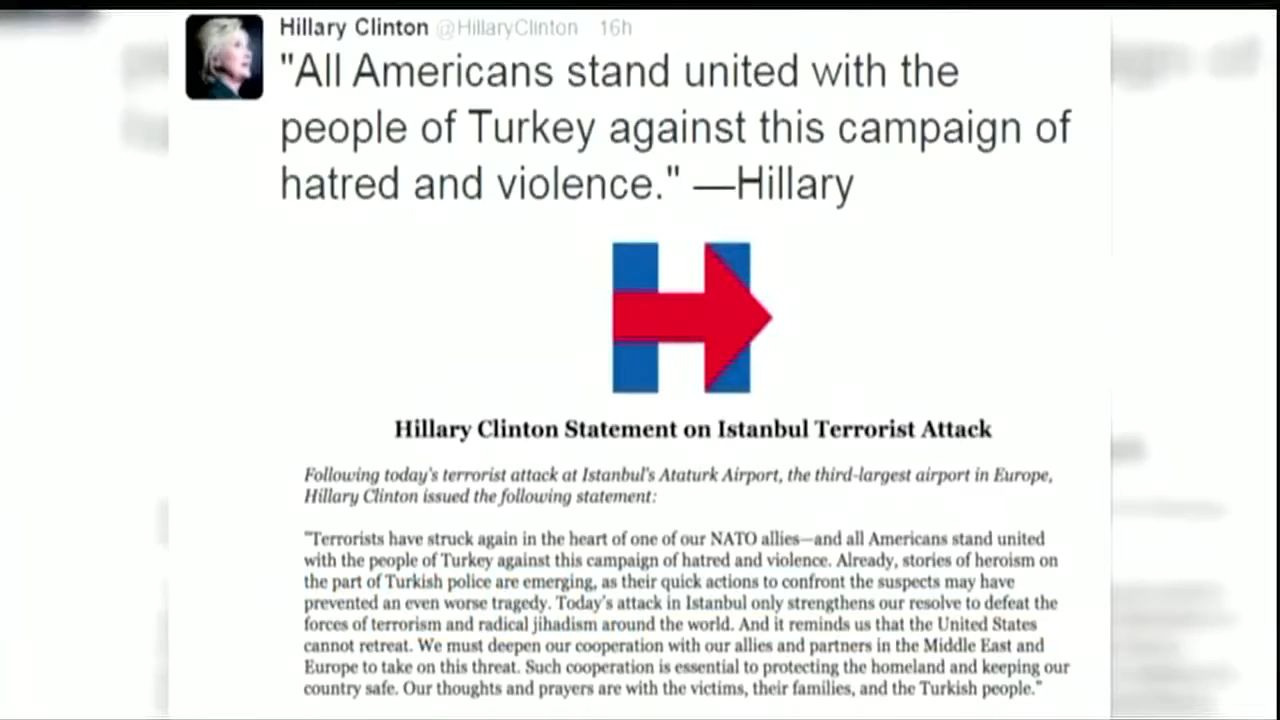 Hillary Clinton @HillaryClinton 16h
"All Americans stand united with the
people of Turkey against this campaign of
hatred and violence." —Hillary
Hillary Clinton Statement on Istanbul Terrorist Attack
Following today's terrorist attack at Istanbul's Ataturk Airport, the third-largest airport in Europe,
Hillary Clinton issued the following statement:
"Terrorists have struck again in the heart of one of our NATO allies—and all Americans stand united
with the people of Turkey against this campaign of hatred and violence. Already, stories of heroism on
the part of Turkish police are emerging, as their quick actions to confront the suspects may have
prevented an even worse tragedy. Today's attack in Istanbul only strengthens our resolve to defeat the
forces of terrorism and radical jihadism around the world. And it reminds us that the United States
cannot retreat. We must deepen our cooperation with our allies and partners in the Middle East and
Europe to take on this threat. Such cooperation is essential to protecting the homeland and keeping our
country safe. Our thoughts and prayers are with the victims, their families, and the Turkish people."